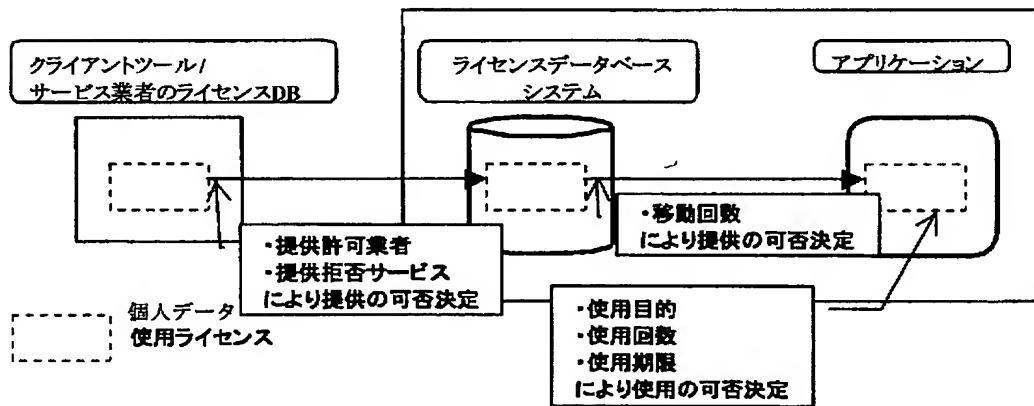 クライアントツール/
サービス業者のライセンスDB
ライセンスデータベース
システム
アプリケーション
・提供許可業者
・提供拒否サービス
により提供の可否決定
・移動回数
により提供の可否決定
・使用目的
・使用回数
・使用期限
により使用の可否決定
個人データ
使用ライセンス